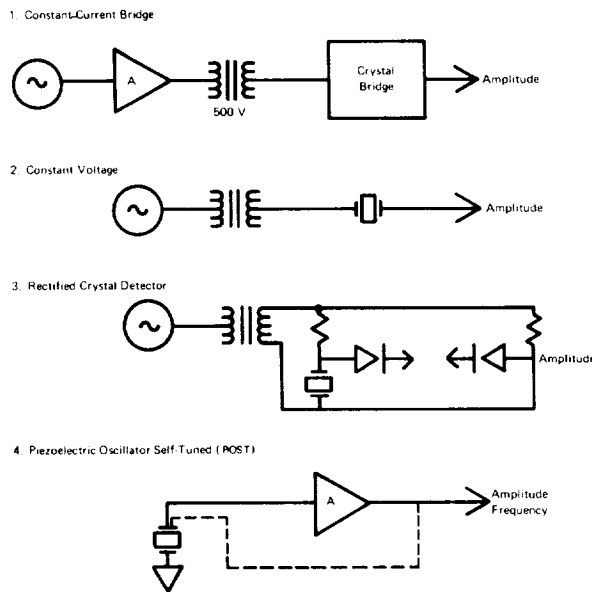 1. Constant-Current Bridge
A
500 V
Crystal
Bridge
Amplitude
2. Constant Voltage
Amplitude
3. Rectified Crystal Detector
Amplitude
4. Piezoelectric Oscillator Self-Tuned (POST)
A
Amplitude
Frequency